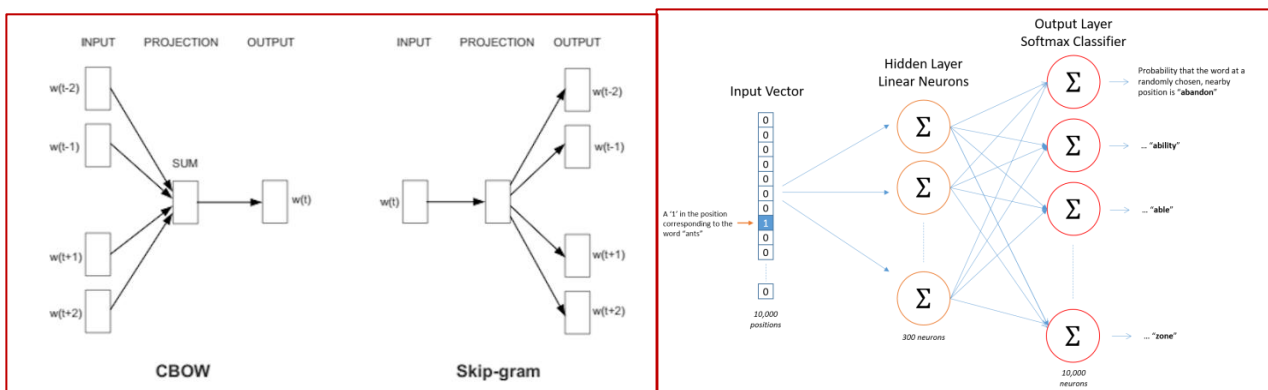 INPUT PROJECTION OUTPUT
w(t-2)
w(t-1)
SUM
w(t)
w(t+1)
w(t+2)
CBOW
INPUT PROJECTION OUTPUT
w(t-2)
w(t-1)
w(t)
w(t+1)
w(t+2)
Skip-gram
Input Vector
0
0
0
0
0
0
1
0
0
0
A '1' in the position
corresponding to the
word "ants"
10,000
positions
Hidden Layer
Linear Neurons
Σ
Σ
Σ
300 neurons
Output Layer
Softmax Classifier
Σ
Σ
Σ
Σ
10,000
neurons
Probability that the word at a
randomly chosen, nearby
position is "abandon"
... "ability"
... "able"
... "zone"